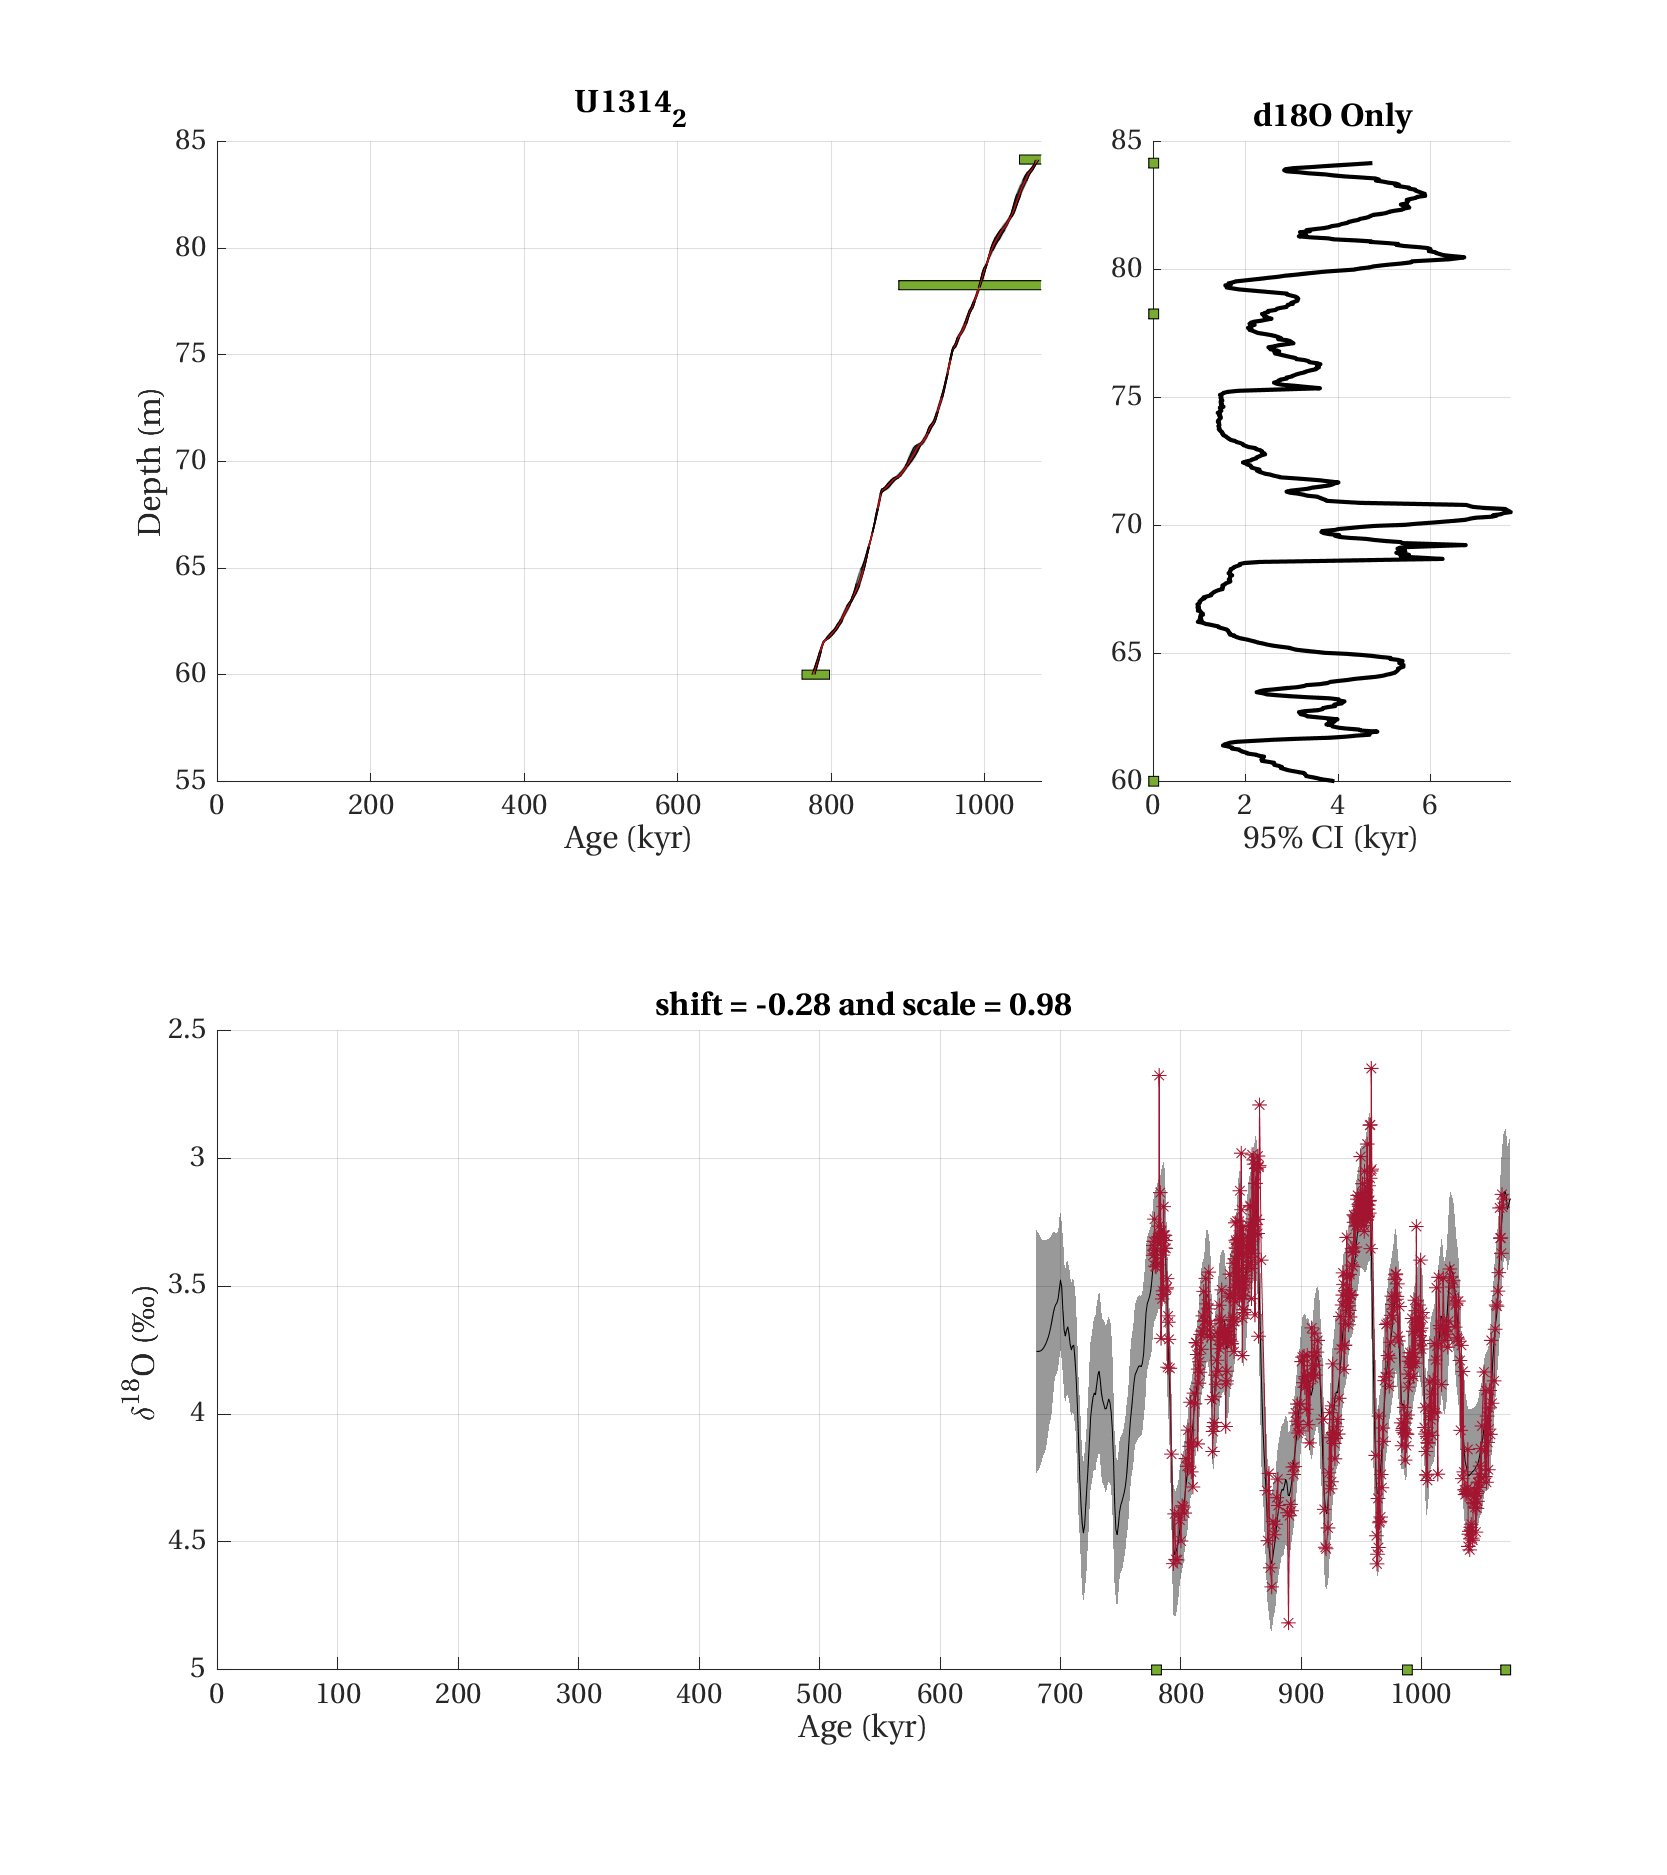 U1314₂
85
80
75
70
65
60
55
Depth (m)
0 200 400 600 800 1000
Age (kyr)
d18O Only
85
80
75
70
65
60
0 2 4 6
95% CI (kyr)
shift = -0.28 and scale = 0.98
2.5
3
3.5
4
4.5
5
δ¹⁸O (‰)
0 100 200 300 400 500 600 700 800 900 1000
Age (kyr)